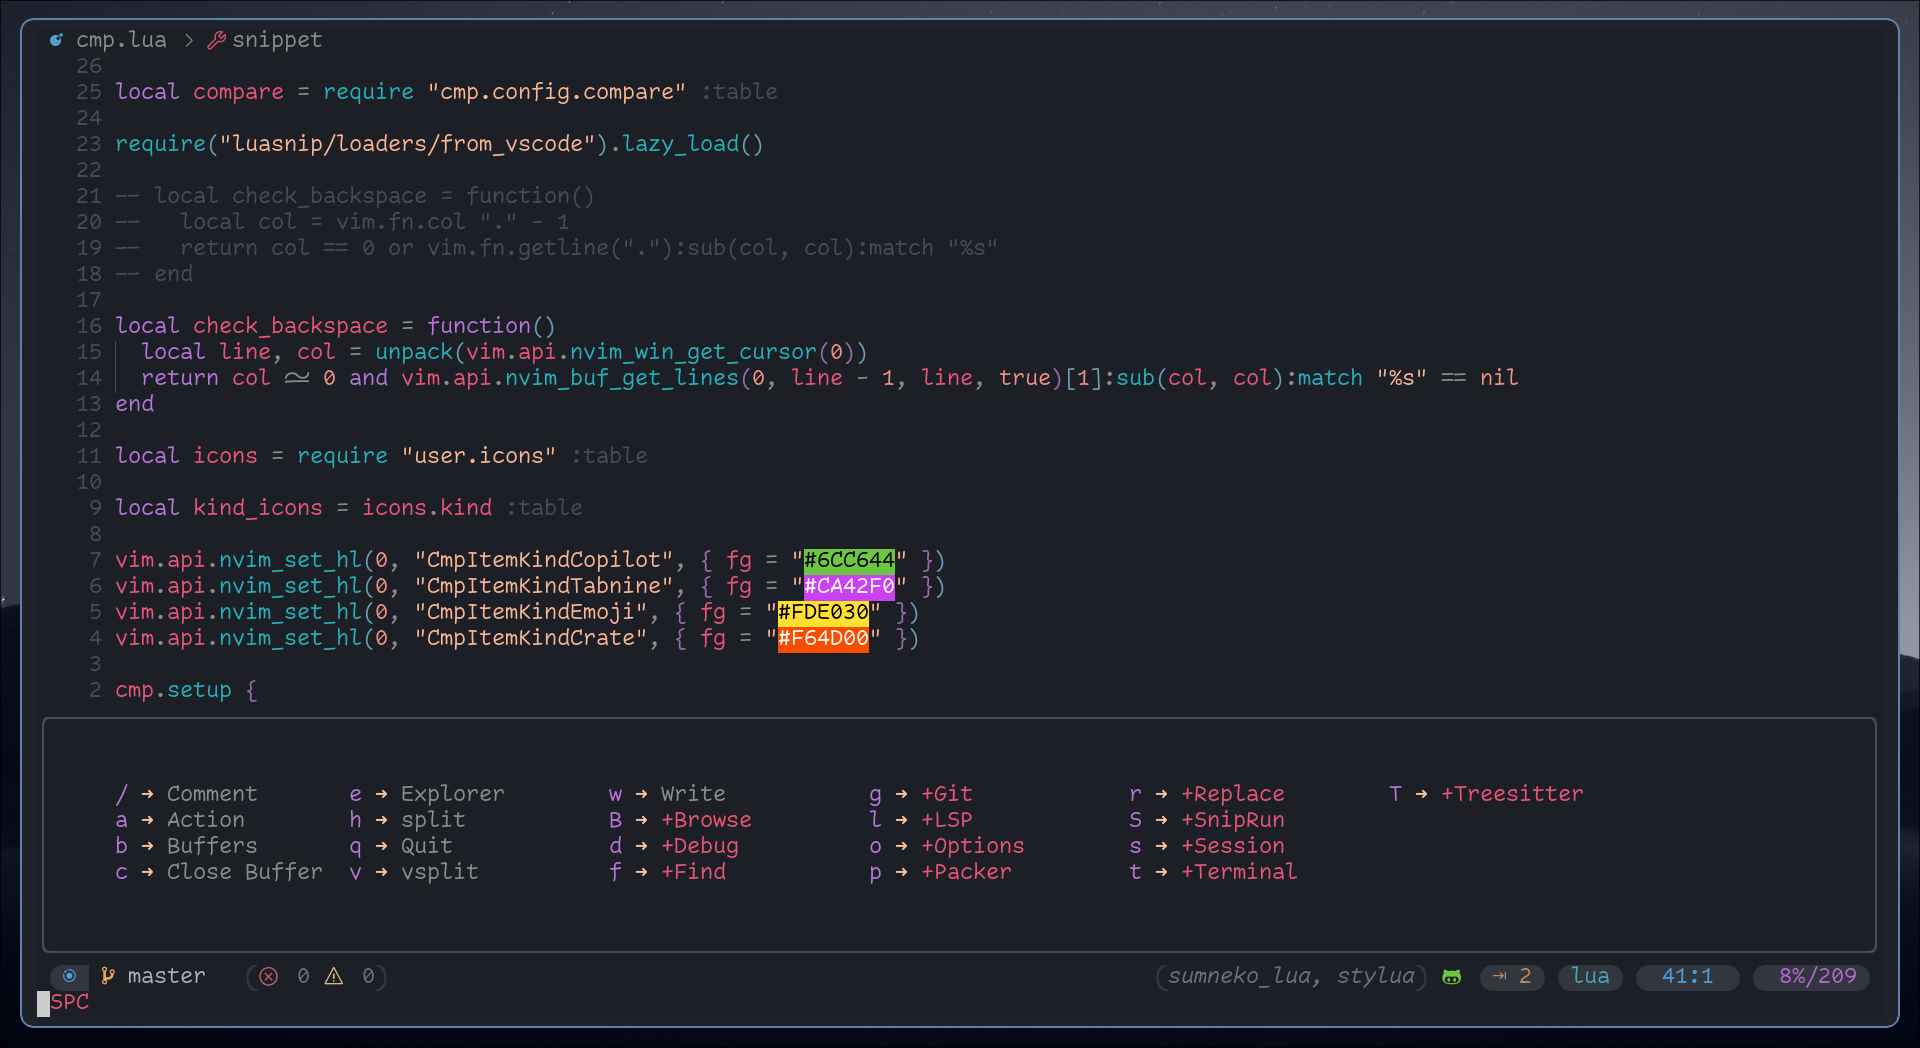 cmp.lua > snippet
26
25 local compare = require "cmp.config.compare" :table
24
23 require("luasnip/loaders/from_vscode").lazy_load()
22
21 -- local check_backspace = function()
20 --   local col = vim.fn.col "." - 1
19 --   return col == 0 or vim.fn.getline("."):sub(col, col):match "%s"
18 -- end
17
16 local check_backspace = function()
15   local line, col = unpack(vim.api.nvim_win_get_cursor(0))
14   return col ~= 0 and vim.api.nvim_buf_get_lines(0, line - 1, line, true)[1]:sub(col, col):match "%s" == nil
13 end
12
11 local icons = require "user.icons" :table
10
9 local kind_icons = icons.kind :table
8
7 vim.api.nvim_set_hl(0, "CmpItemKindCopilot", { fg = "#6CC644" })
6 vim.api.nvim_set_hl(0, "CmpItemKindTabnine", { fg = "#CA42F0" })
5 vim.api.nvim_set_hl(0, "CmpItemKindEmoji", { fg = "#FDE030" })
4 vim.api.nvim_set_hl(0, "CmpItemKindCrate", { fg = "#F64D00" })
3
2 cmp.setup {
/ → Comment e → Explorer w → Write g → +Git r → +Replace T → +Treesitter
a → Action h → split B → +Browse l → +LSP S → +SnipRun
b → Buffers q → Quit d → +Debug o → +Options s → +Session
c → Close Buffer v → vsplit f → +Find p → +Packer t → +Terminal
master ( 0 0) (sumneko_lua, stylua) 2 lua 41:1 8%/209
SPC